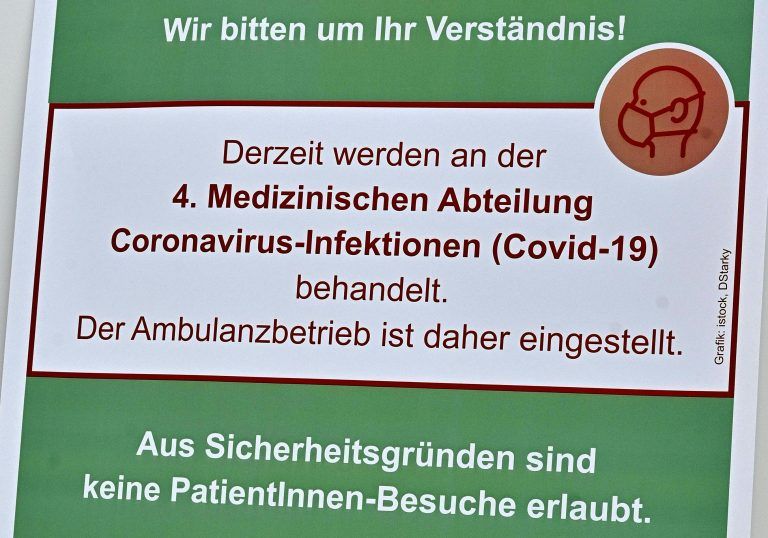 Wir bitten um Ihr Verständnis!
Derzeit werden an der
4. Medizinischen Abteilung
Coronavirus-Infektionen (Covid-19)
behandelt.
Der Ambulanzbetrieb ist daher eingestellt.
Grafik: istock, DStarky
Aus Sicherheitsgründen sind
keine PatientInnen-Besuche erlaubt.